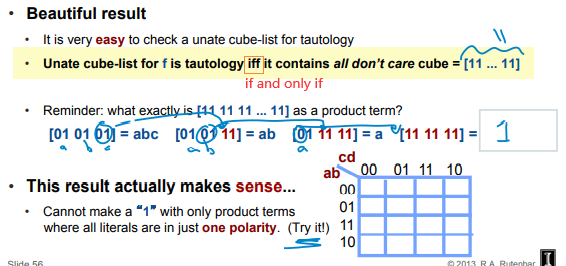 • Beautiful result
• It is very easy to check a unate cube-list for tautology
• Unate cube-list for f is tautology iff it contains all don't care cube = [11 ... 11]
if and only if
• Reminder: what exactly is [11 11 11 ... 11] as a product term?
[01 01 01] = abc [01 01 11] = ab [01 11 11] = a [11 11 11] = 1
a b c a b a
• This result actually makes sense...
• Cannot make a "1" with only product terms
where all literals are in just one polarity. (Try it!)
cd
ab 00 01 11 10
00
01
11
10
Slide 56 © 2013, R.A. Rutenbar